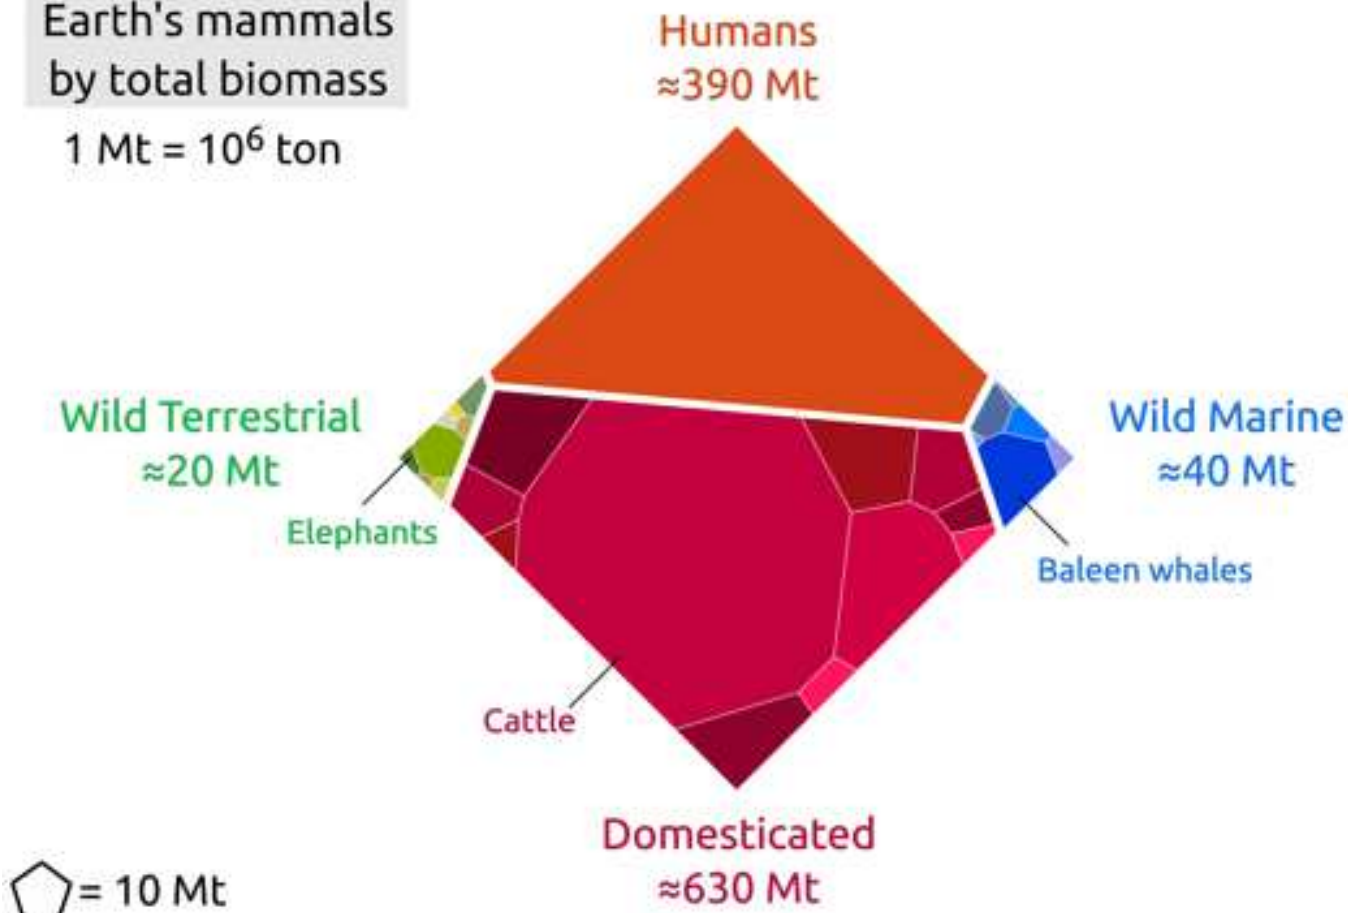 Earth's mammals
by total biomass
1 Mt = 10⁶ ton
Humans
≈390 Mt
Wild Terrestrial
≈20 Mt
Elephants
Wild Marine
≈40 Mt
Baleen whales
Cattle
Domesticated
≈630 Mt
= 10 Mt